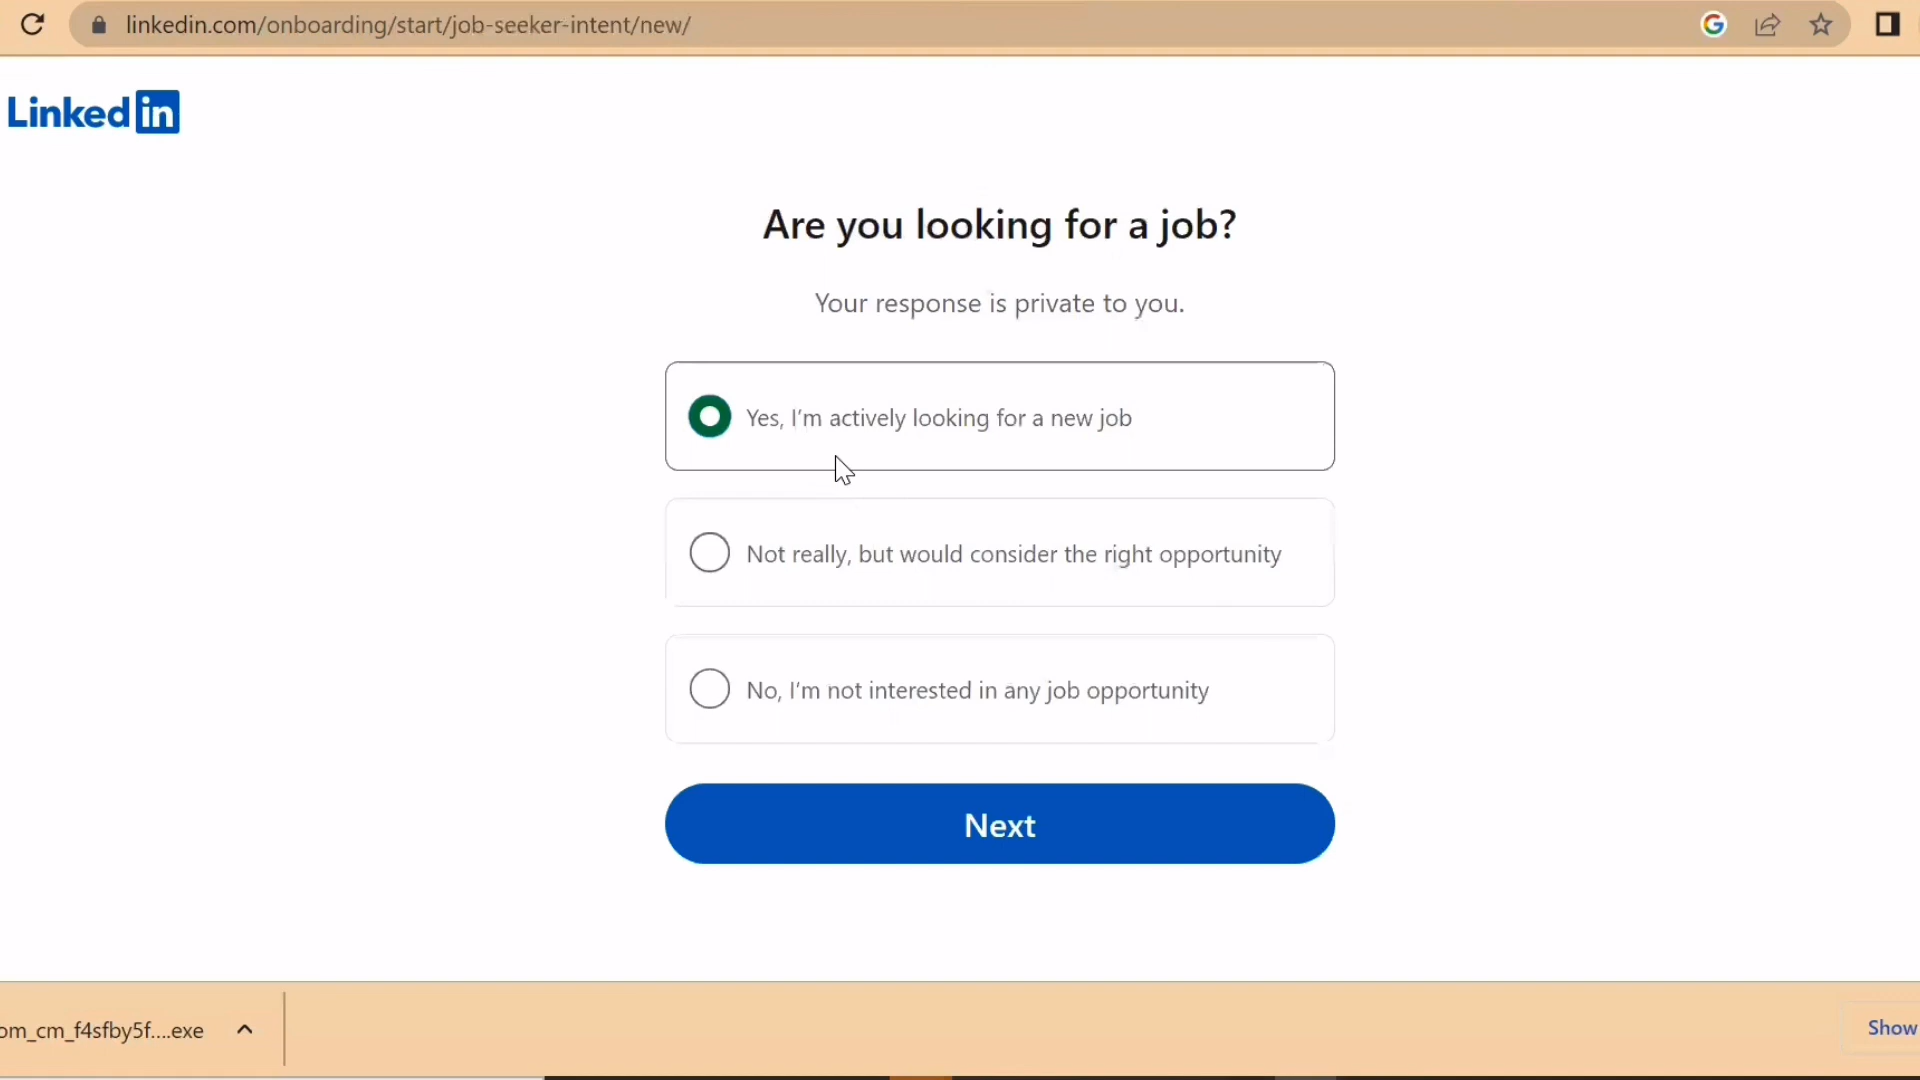 linkedin.com/onboarding/start/job-seeker-intent/new/
Linked in
Are you looking for a job?
Your response is private to you.
Yes, I'm actively looking for a new job
Not really, but would consider the right opportunity
No, I'm not interested in any job opportunity
Next
om_cm_f4sfby5f....exe
Show